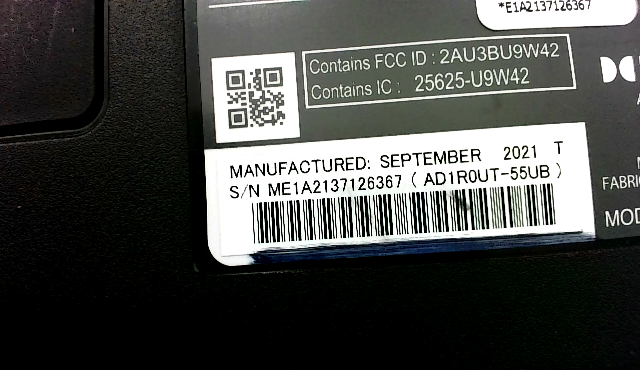 *E1A2137126367
Contains FCC ID : 2AU3BU9W42
Contains IC : 25625-U9W42
MANUFACTURED: SEPTEMBER 2021 T
S/N ME1A2137126367 ( AD1R0UT-55UB )